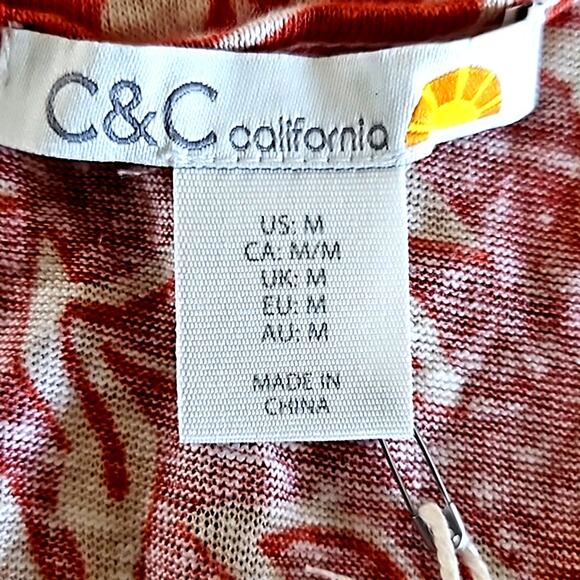 C&C california
US: M
CA: M/M
UK: M
EU: M
AU: M
MADE IN
CHINA